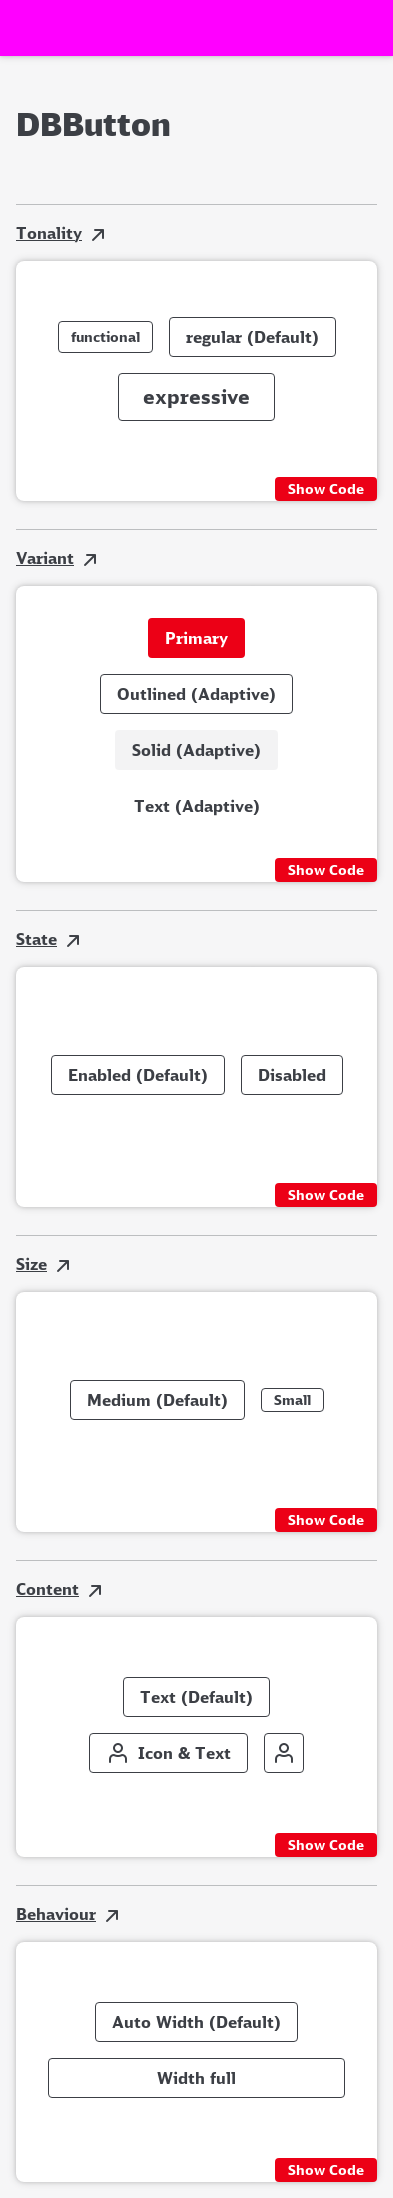 DBButton
Tonality
functional
regular (Default)
expressive
Show Code
Variant
Primary
Outlined (Adaptive)
Solid (Adaptive)
Text (Adaptive)
Show Code
State
Enabled (Default)
Disabled
Show Code
Size
Medium (Default)
Small
Show Code
Content
Text (Default)
Icon & Text
Show Code
Behaviour
Auto Width (Default)
Width full
Show Code